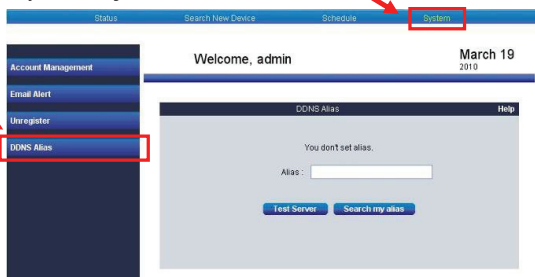 Status Search New Device Schedule System
Welcome, admin
March 19
2010
Account Management
Email Alert
Unregister
DDNS Alias
DDNS Alias Help
You don't set alias.
Alias :
Test Server Search my alias